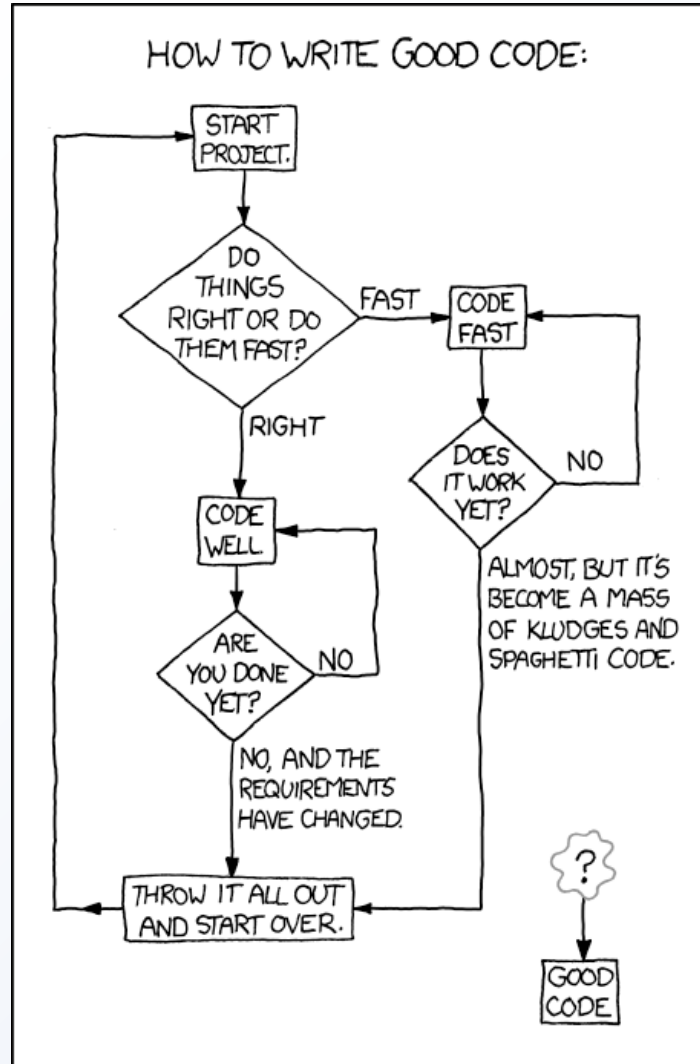 HOW TO WRITE GOOD CODE:
START
PROJECT.
DO
THINGS
RIGHT OR DO
THEM FAST?
FAST
CODE
FAST
RIGHT
DOES
IT WORK
YET?
NO
CODE
WELL
ALMOST, BUT IT'S
BECOME A MASS
OF KLUDGES AND
SPAGHETTI CODE.
ARE
YOU DONE
YET?
NO
NO, AND THE
REQUIREMENTS
HAVE CHANGED.
THROW IT ALL OUT
AND START OVER.
?
GOOD
CODE